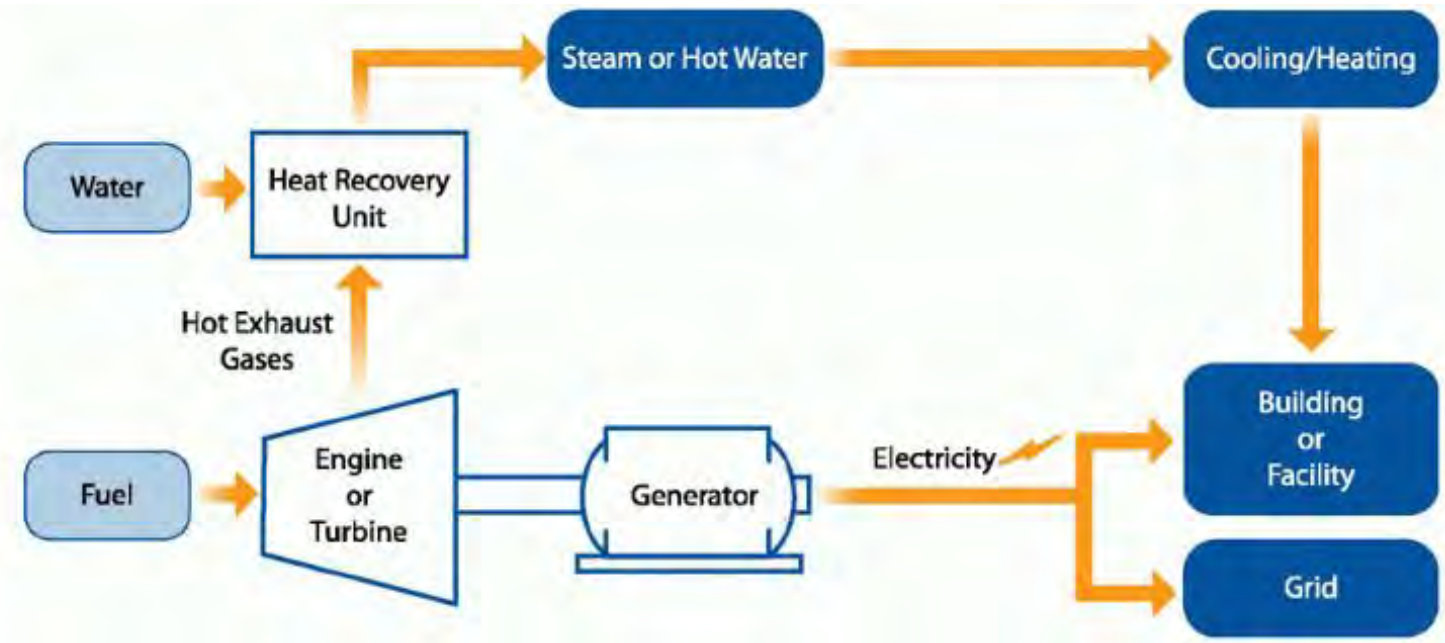 Steam or Hot Water
Cooling/Heating
Water
Heat Recovery
Unit
Hot Exhaust
Gases
Fuel
Engine
or
Turbine
Generator
Electricity
Building
or
Facility
Grid